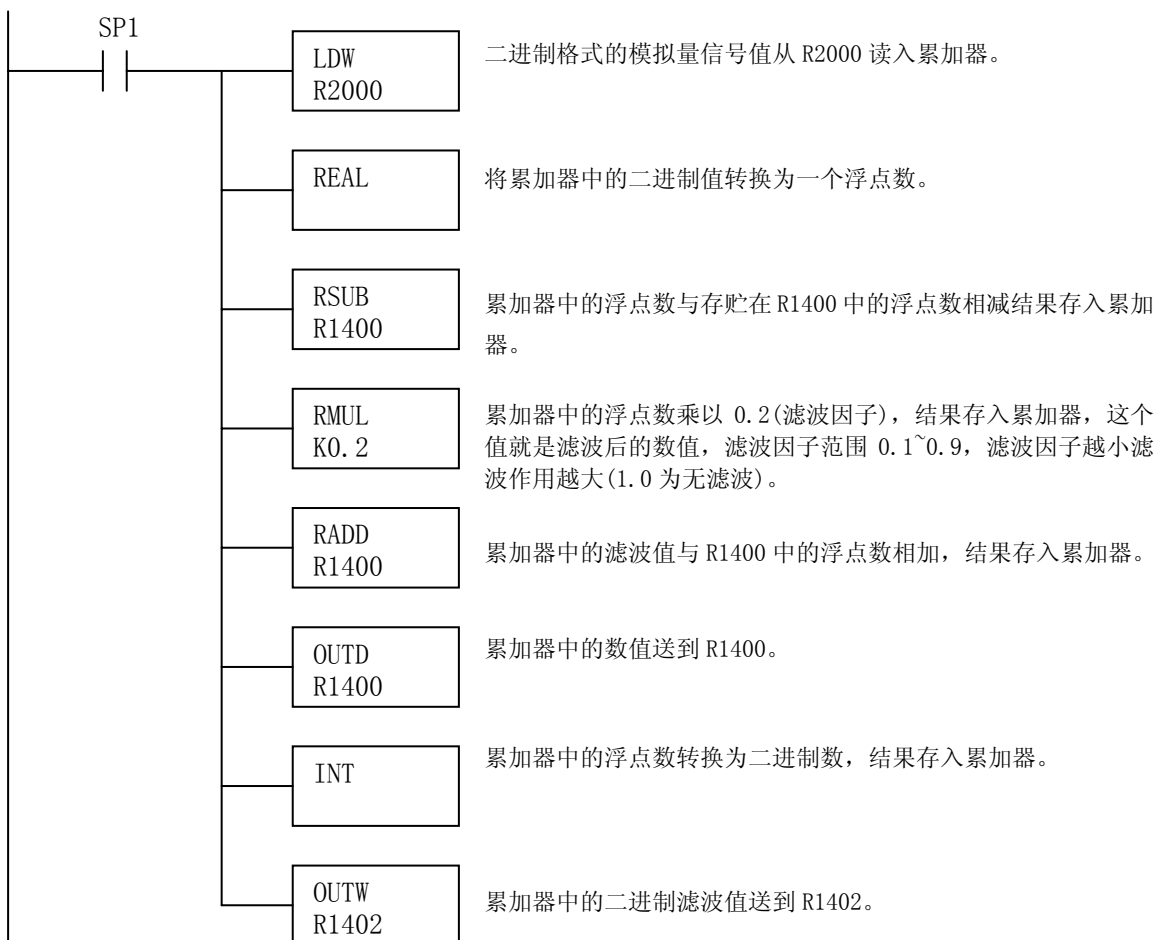 SP1
LDW
R2000
二进制格式的模拟量信号值从 R2000 读入累加器。
REAL
将累加器中的二进制值转换为一个浮点数。
RSUB
R1400
累加器中的浮点数与存贮在 R1400 中的浮点数相减结果存入累加
器。
RMUL
K0.2
累加器中的浮点数乘以 0.2(滤波因子)，结果存入累加器，这个
值就是滤波后的数值，滤波因子范围 0.1~0.9，滤波因子越小滤
波作用越大(1.0 为无滤波)。
RADD
R1400
累加器中的滤波值与 R1400 中的浮点数相加，结果存入累加器。
OUTD
R1400
累加器中的数值送到 R1400。
INT
累加器中的浮点数转换为二进制数，结果存入累加器。
OUTW
R1402
累加器中的二进制滤波值送到 R1402。